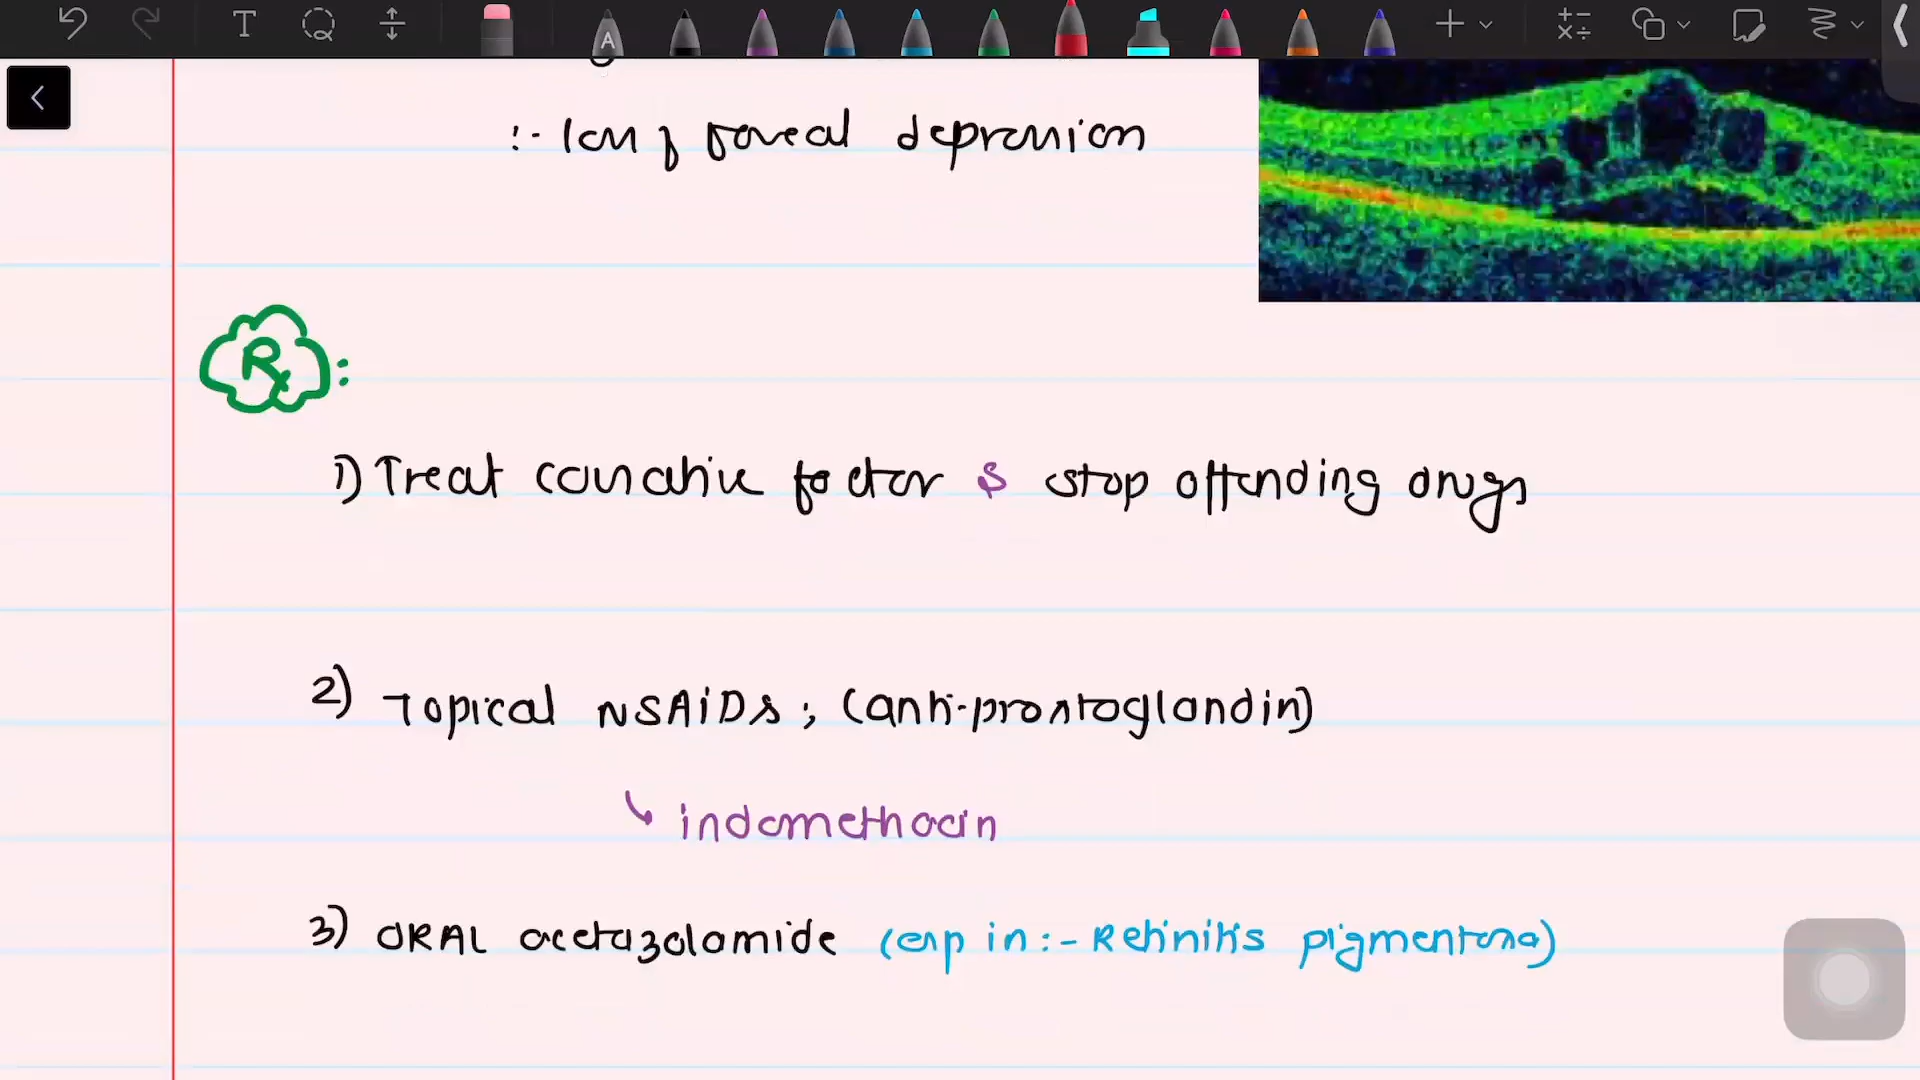 :- loss of foveal depression
Rx:
1) Treat causative factor & stop offending drugs
2) Topical NSAIDs; (anti-prostaglandin)
↳ indomethacin
3) ORAL acetazolamide (esp in:- Retinitis pigmentosa)